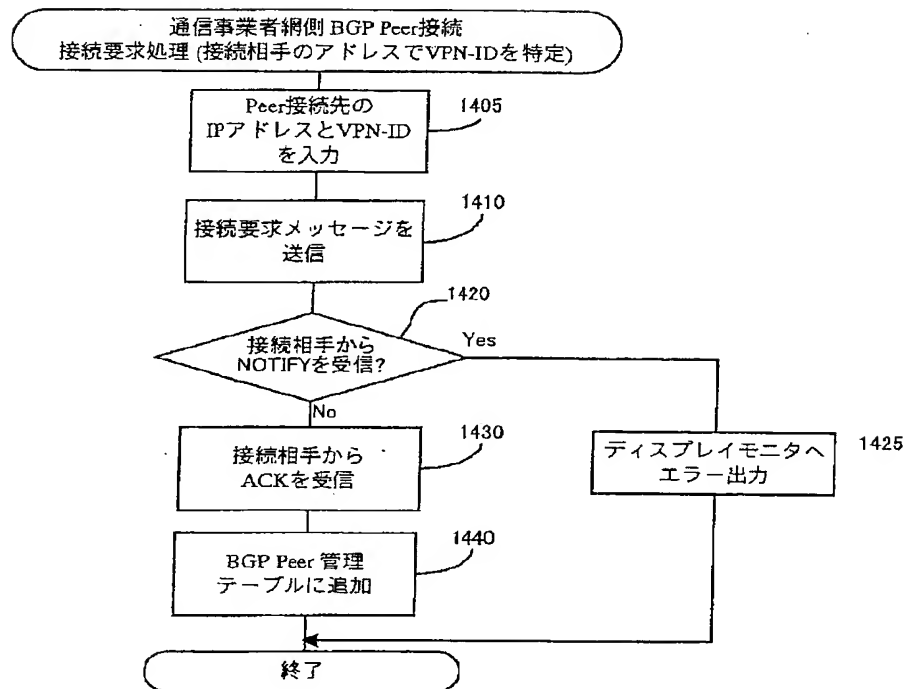 通信事業者網側 BGP Peer接続
接続要求処理 (接続相手のアドレスでVPN-IDを特定)
Peer接続先の
IPアドレスとVPN-ID
を入力
1405
接続要求メッセージを
送信
1410
接続相手から
NOTIFYを受信?
1420
Yes
No
接続相手から
ACKを受信
1430
ディスプレイモニタへ
エラー出力
1425
BGP Peer 管理
テーブルに追加
1440
終了